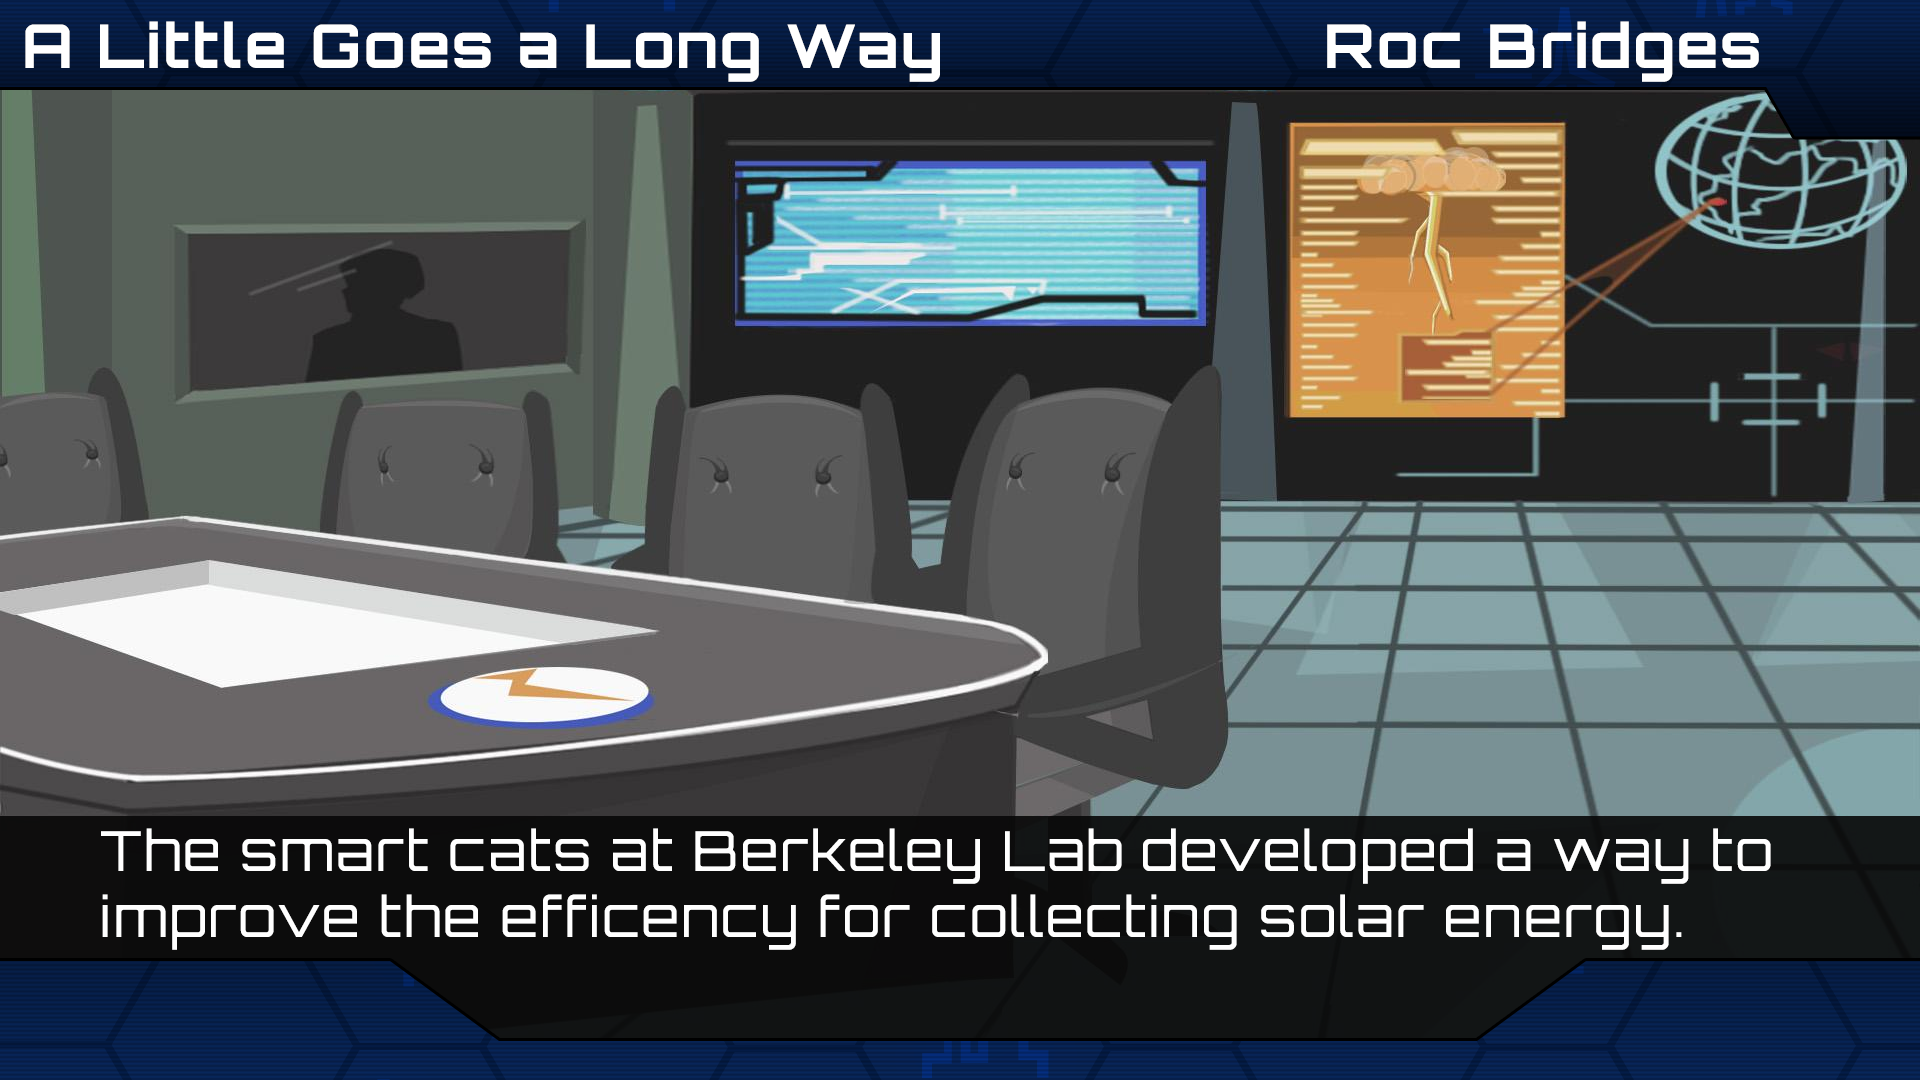 A Little Goes a Long Way
Roc Bridges
The smart cats at Berkeley Lab developed a way to
improve the efficency for collecting solar energy.